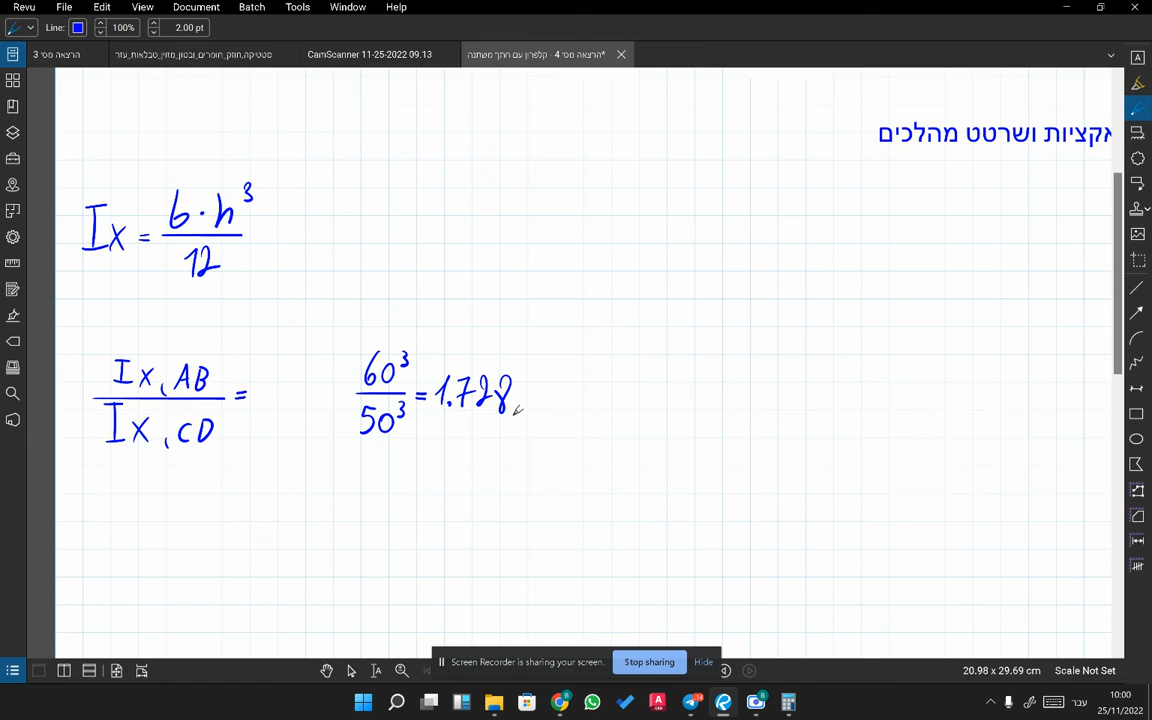 Revu File Edit View Document Batch Tools Window Help
Line: 100% 2.00 pt
הרצאה מס׳ 3 סטטיקה,חוזק,חומרים,ובטון,מזוין,טבלאות,עזר CamScanner 11-25-2022 09.13 הרצאה מס׳ 4 - קלפרון עם חתך משתנה*
אקציות ושרטט מהלכים
Ix = b · h³
12
Ix, AB
Ix, CD
=
60³
50³
= 1.728
Screen Recorder is sharing your screen. Stop sharing Hide
20.98 x 29.69 cm Scale Not Set
עבר 10:00
25/11/2022